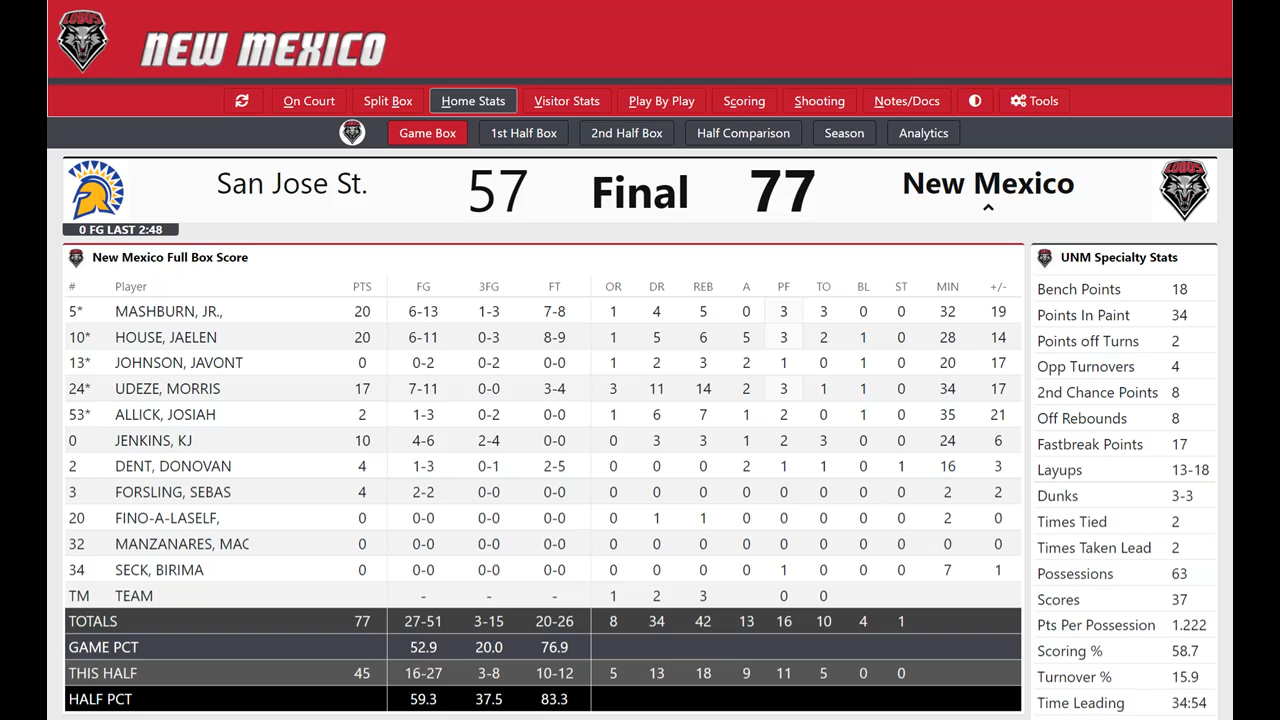 LOBOS
NEW MEXICO
On Court Split Box Home Stats Visitor Stats Play By Play Scoring Shooting Notes/Docs Tools
Game Box 1st Half Box 2nd Half Box Half Comparison Season Analytics
San Jose St. 57 Final 77 New Mexico LOBOS
0 FG LAST 2:48
New Mexico Full Box Score
# Player PTS FG 3FG FT OR DR REB A PF TO BL ST MIN +/-
5* MASHBURN, JR., 20 6-13 1-3 7-8 1 4 5 0 3 3 0 0 32 19
10* HOUSE, JAELEN 20 6-11 0-3 8-9 1 5 6 5 3 2 1 0 28 14
13* JOHNSON, JAVONT 0 0-2 0-2 0-0 1 2 3 2 1 0 1 0 20 17
24* UDEZE, MORRIS 17 7-11 0-0 3-4 3 11 14 2 3 1 1 0 34 17
53* ALLICK, JOSIAH 2 1-3 0-2 0-0 1 6 7 1 2 0 1 0 35 21
0 JENKINS, KJ 10 4-6 2-4 0-0 0 3 3 1 2 3 0 0 24 6
2 DENT, DONOVAN 4 1-3 0-1 2-5 0 0 0 2 1 1 0 1 16 3
3 FORSLING, SEBAS 4 2-2 0-0 0-0 0 0 0 0 0 0 0 0 2 2
20 FINO-A-LASELF, 0 0-0 0-0 0-0 0 1 1 0 0 0 0 0 2 0
32 MANZANARES, MAC 0 0-0 0-0 0-0 0 0 0 0 0 0 0 0 0 0
34 SECK, BIRIMA 0 0-0 0-0 0-0 0 0 0 0 1 0 0 0 7 1
TM TEAM - - - 1 2 3 0 0
TOTALS 77 27-51 3-15 20-26 8 34 42 13 16 10 4 1
GAME PCT 52.9 20.0 76.9
THIS HALF 45 16-27 3-8 10-12 5 13 18 9 11 5 0 0
HALF PCT 59.3 37.5 83.3
UNM Specialty Stats
Bench Points 18
Points In Paint 34
Points off Turns 2
Opp Turnovers 4
2nd Chance Points 8
Off Rebounds 8
Fastbreak Points 17
Layups 13-18
Dunks 3-3
Times Tied 2
Times Taken Lead 2
Possessions 63
Scores 37
Pts Per Possession 1.222
Scoring % 58.7
Turnover % 15.9
Time Leading 34:54